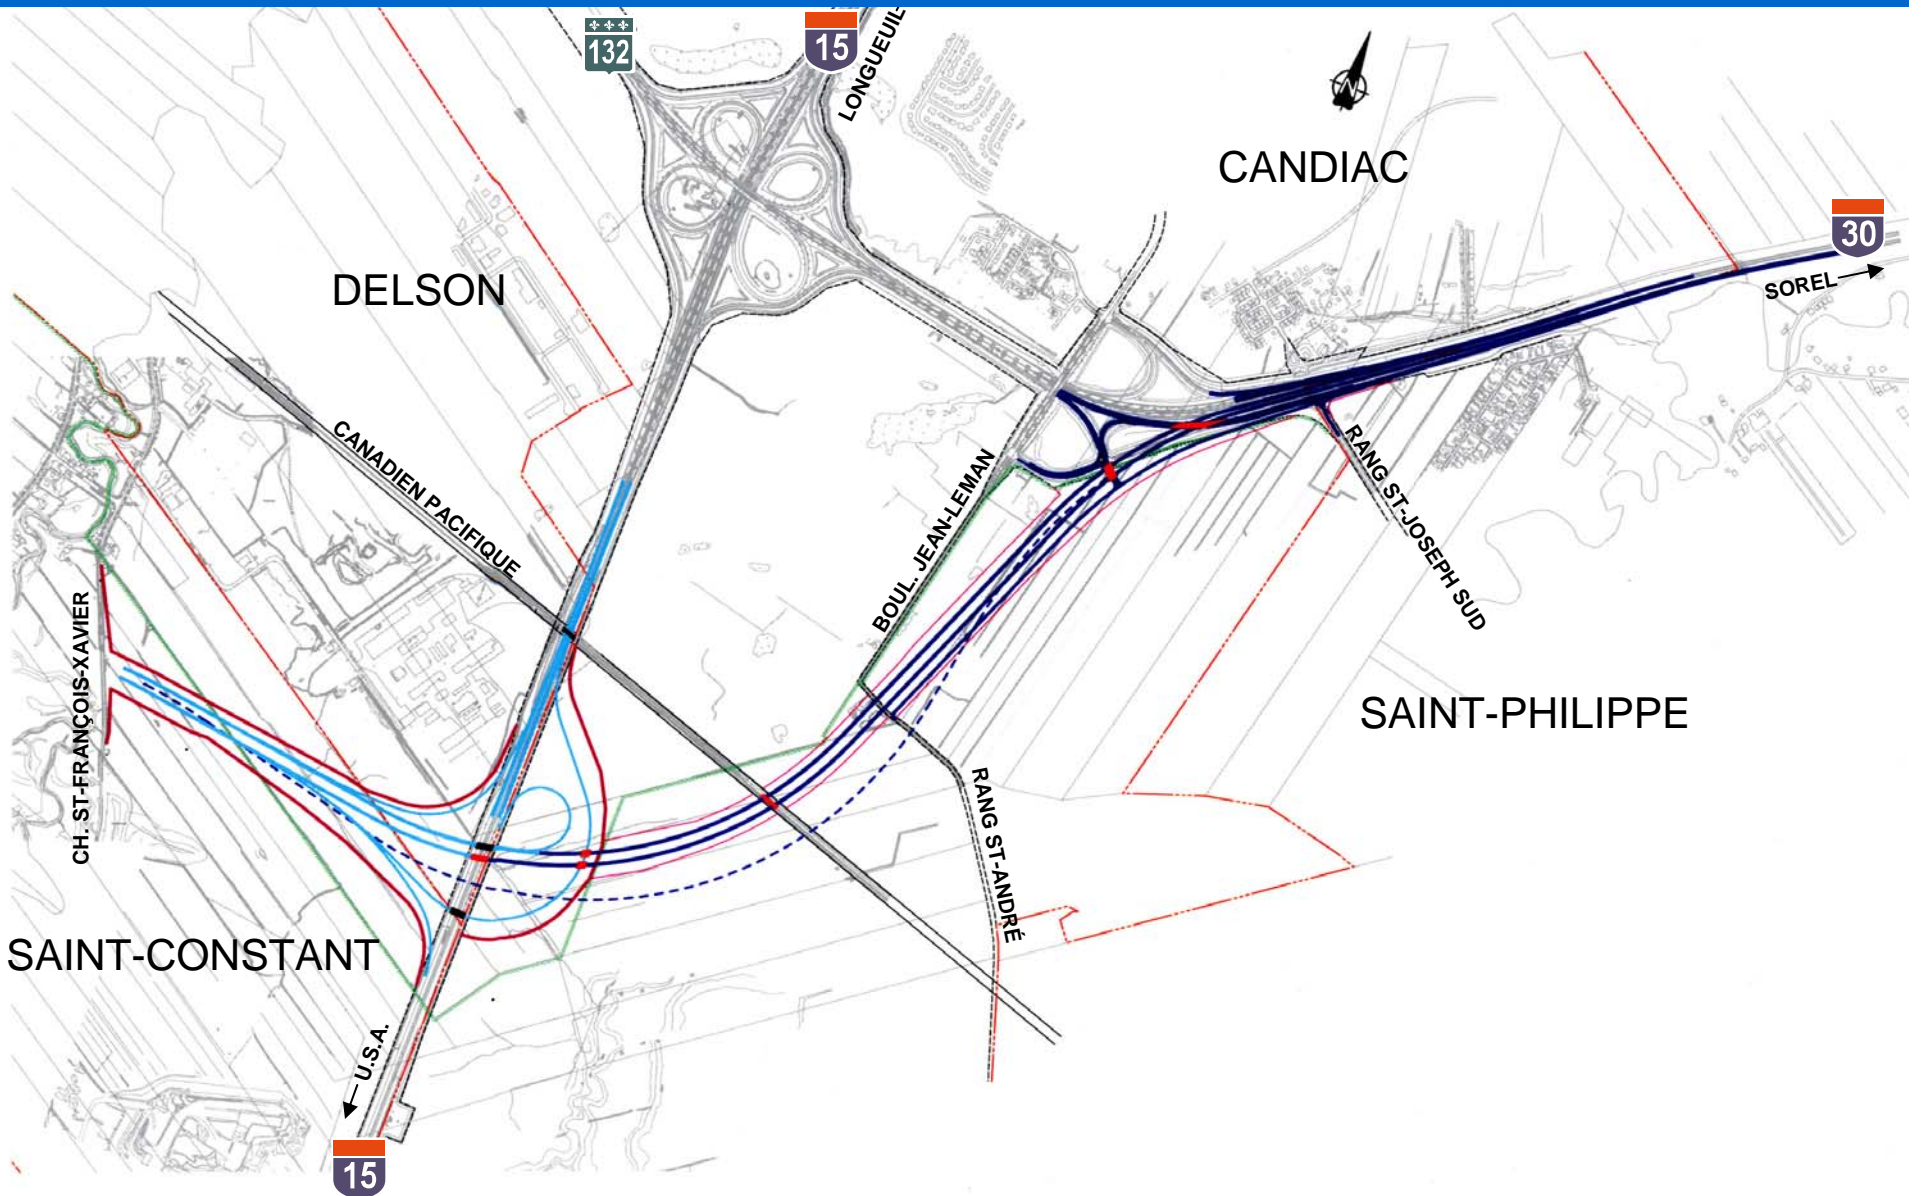 132
15
LONGUEUIL
N
CANDIAC
30
SOREL
DELSON
CANADIEN PACIFIQUE
BOUL. JEAN-LEMAN
RANG ST-JOSEPH SUD
CH. ST-FRANÇOIS-XAVIER
SAINT-PHILIPPE
RANG ST-ANDRÉ
SAINT-CONSTANT
U.S.A.
15